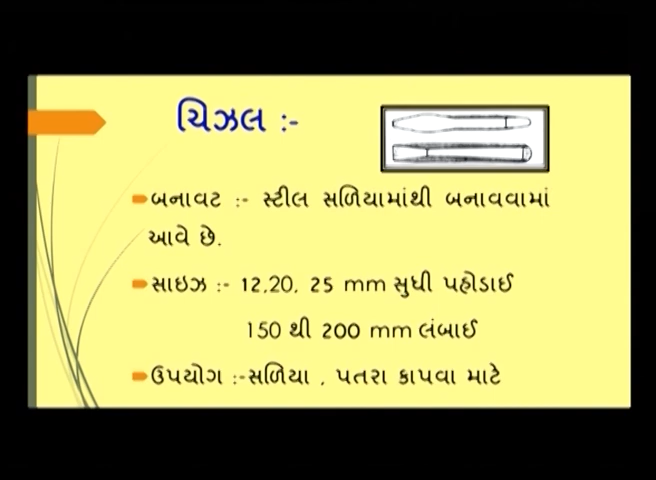 ચિઝલ :-
બનાવટ :- સ્ટીલ સળિયામાંથી બનાવવામાં
આવે છે.
સાઇઝ :- 12,20, 25 mm સુધી પહોડાઈ
150 થી 200 mm લંબાઈ
ઉપયોગ :-સળિયા , પતરા કાપવા માટે